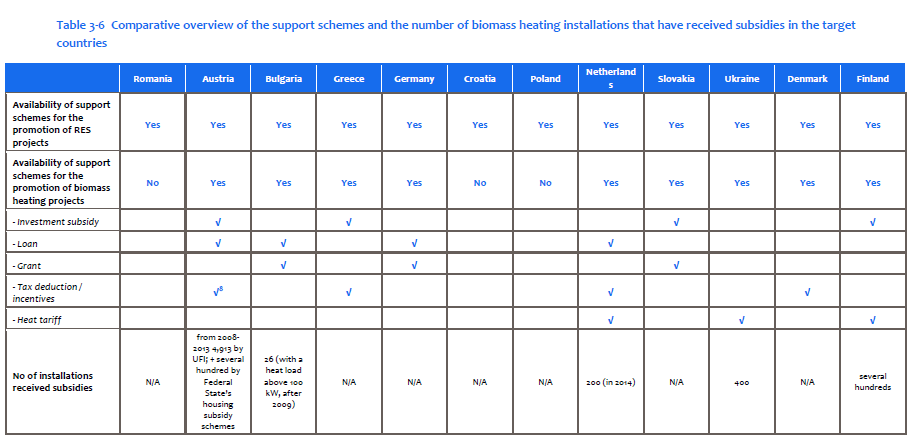 Table 3-6 Comparative overview of the support schemes and the number of biomass heating installations that have received subsidies in the target
countries
Romania Austria Bulgaria Greece Germany Croatia Poland Netherland
s Slovakia Ukraine Denmark Finland
Availability of support
schemes for the
promotion of RES
projects
Yes Yes Yes Yes Yes Yes Yes Yes Yes Yes Yes Yes
Availability of support
schemes for the
promotion of biomass
heating projects
No Yes Yes Yes Yes No No Yes Yes Yes Yes Yes
- Investment subsidy √ √ √ √
- Loan √ √ √ √
- Grant √ √ √
- Tax deduction /
incentives
√8 √ √ √
- Heat tariff √ √ √
No of installations
received subsidies
N/A
from 2008-
2013 4,913 by
UFI; + several
hundred by
Federal
State's
housing
subsidy
schemes
26 (with a
heat load
above 100
kW, after
2009)
N/A
N/A
N/A
N/A
200 (in 2014)
N/A
400
N/A
several
hundreds